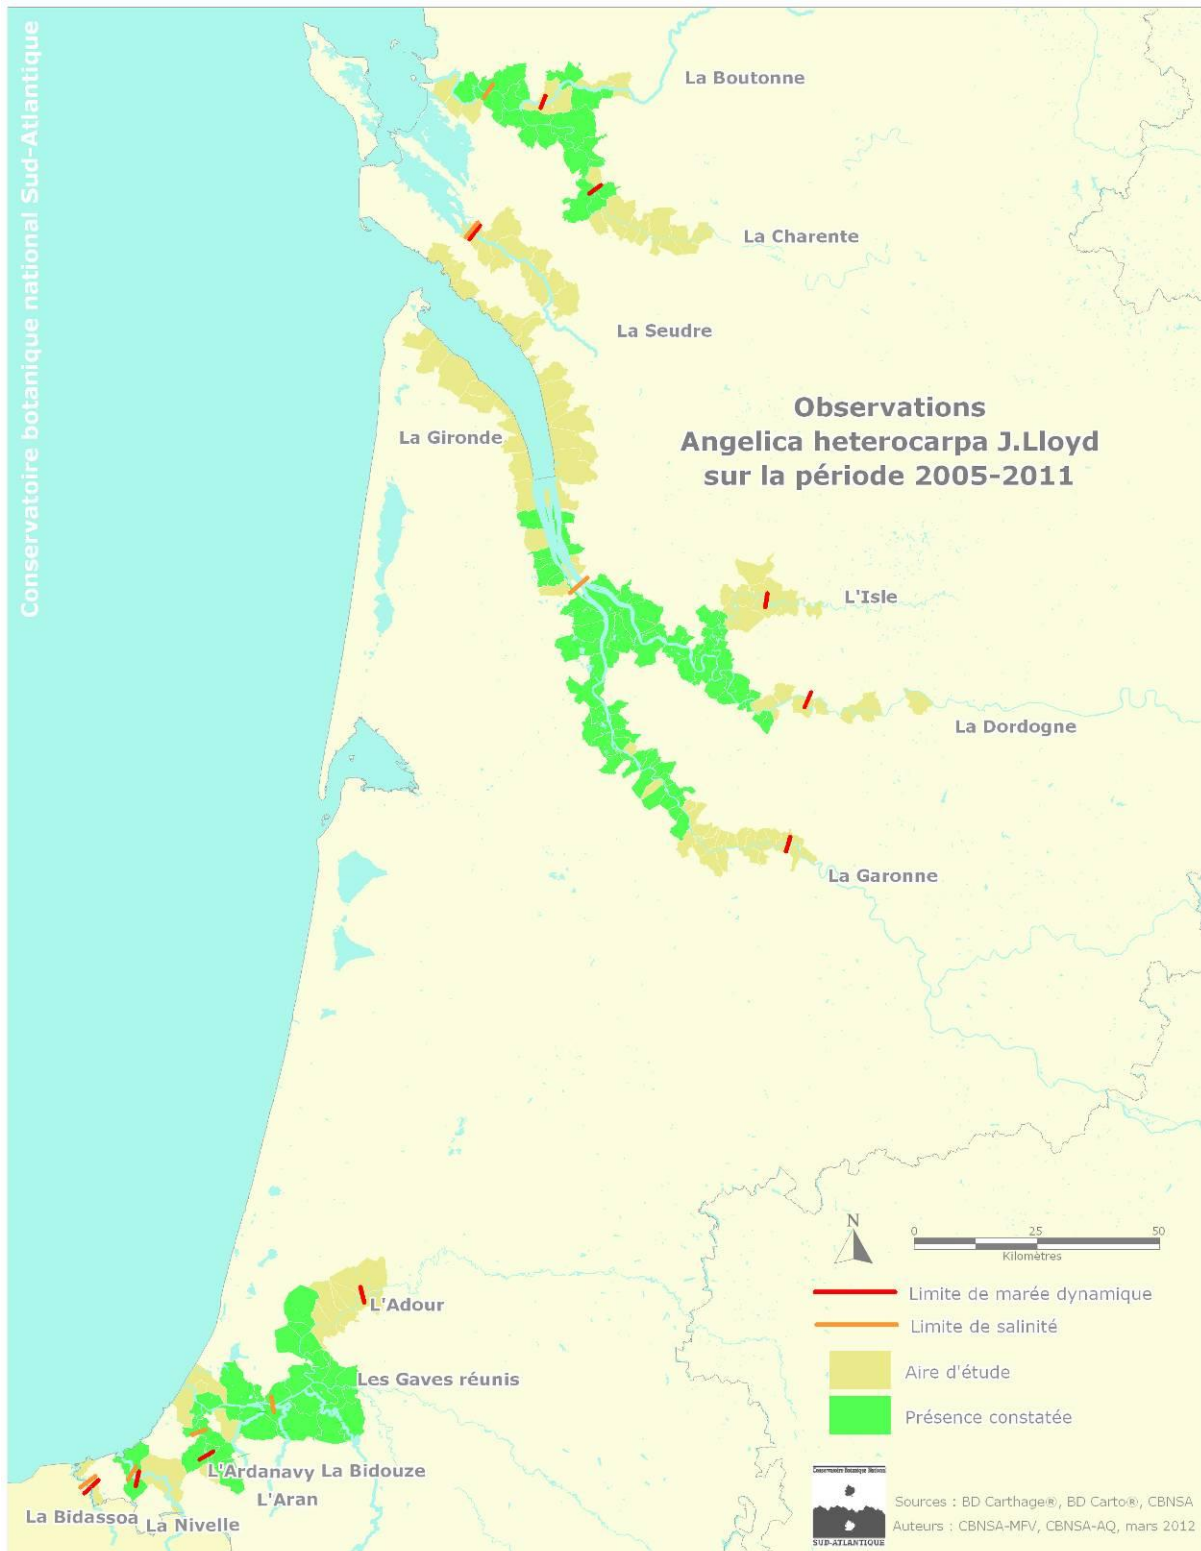 Conservatoire botanique national Sud-Atlantique
La Boutonne
La Charente
La Seudre
Observations
Angelica heterocarpa J.Lloyd
sur la période 2005-2011
La Gironde
L'Isle
La Dordogne
La Garonne
N
0 25 50
Kilomètres
L'Adour
Limite de marée dynamique
Limite de salinité
Les Gaves réunis
Aire d'étude
Présence constatée
L'Ardanavy
La Bidouze
L'Aran
La Bidassoa
La Nivelle
Conservatoire Botanique National
SUD-ATLANTIQUE
Sources : BD Carthage®, BD Carto®, CBNSA
Auteurs : CBNSA-MFV, CBNSA-AQ, mars 2012